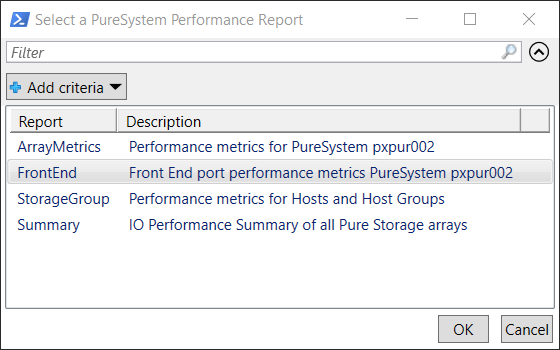 Select a PureSystem Performance Report
Filter
Add criteria
Report Description
ArrayMetrics Performance metrics for PureSystem pxpur002
FrontEnd Front End port performance metrics PureSystem pxpur002
StorageGroup Performance metrics for Hosts and Host Groups
Summary IO Performance Summary of all Pure Storage arrays
OK Cancel